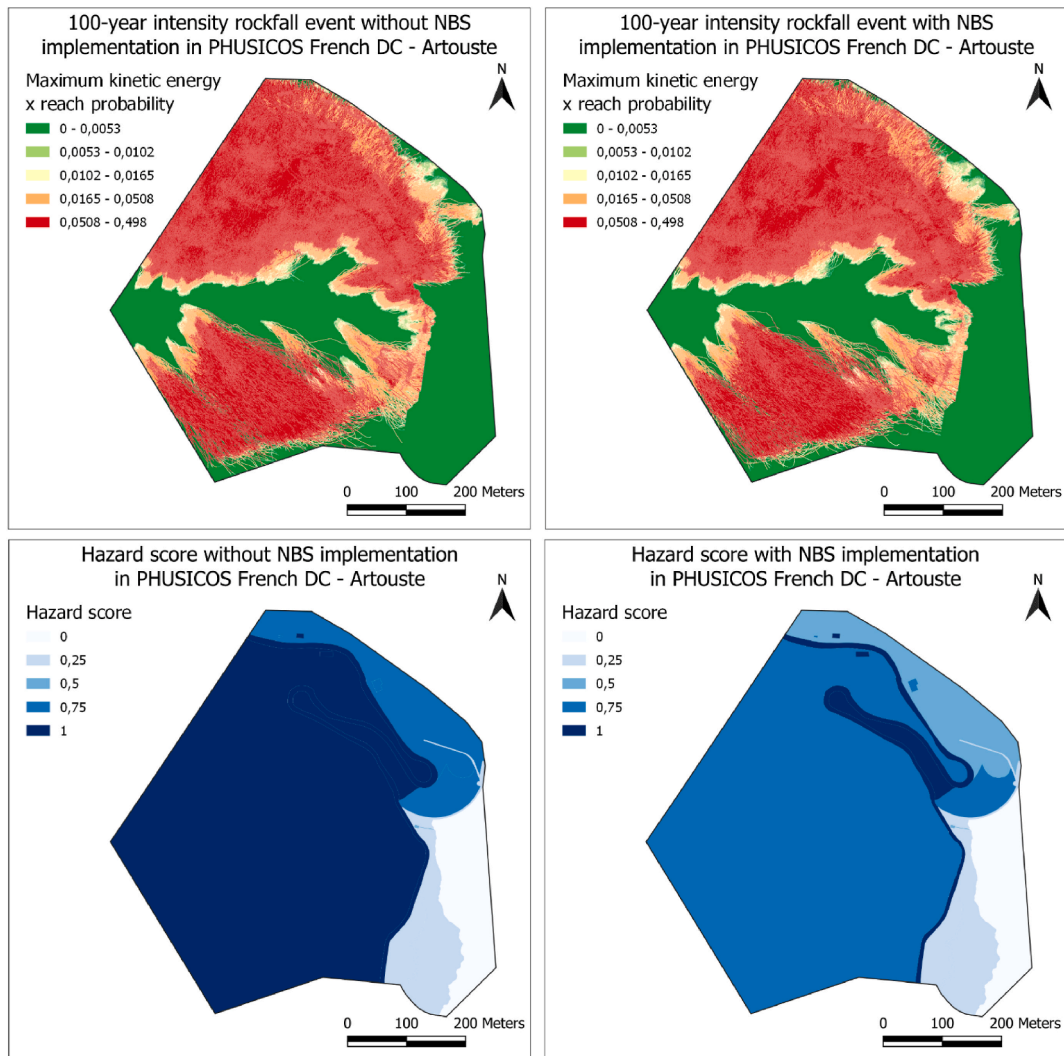 100-year intensity rockfall event without NBS
implementation in PHUSICOS French DC - Artouste
Maximum kinetic energy
x reach probability
0 - 0,0053
0,0053 - 0,0102
0,0102 - 0,0165
0,0165 - 0,0508
0,0508 - 0,498
N
0 100 200 Meters
100-year intensity rockfall event with NBS
implementation in PHUSICOS French DC - Artouste
Maximum kinetic energy
x reach probability
0 - 0,0053
0,0053 - 0,0102
0,0102 - 0,0165
0,0165 - 0,0508
0,0508 - 0,498
N
0 100 200 Meters
Hazard score without NBS implementation
in PHUSICOS French DC - Artouste
Hazard score
0
0,25
0,5
0,75
1
N
0 100 200 Meters
Hazard score with NBS implementation
in PHUSICOS French DC - Artouste
Hazard score
0
0,25
0,5
0,75
1
N
0 100 200 Meters